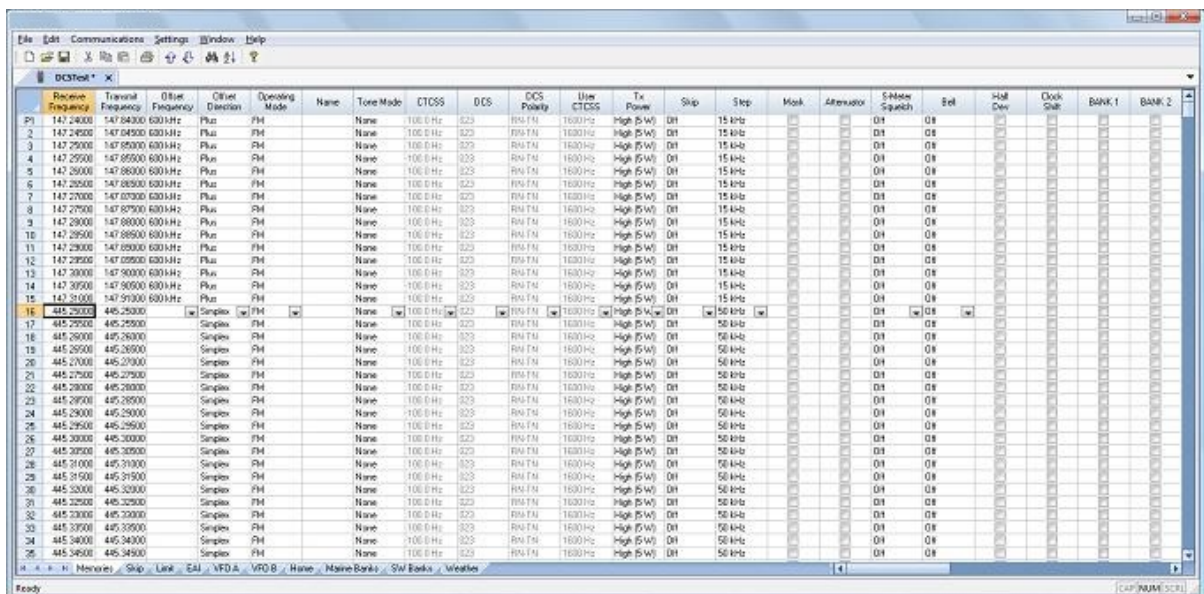 File Edit Communications Settings Window Help
DCSTest *
Receive Frequency Transmit Frequency Offset Frequency Offset Direction Operating Mode Name Tone Mode CTCSS DCS DCS Polarity User CTCSS Tx Power Skip Step Mask Attenuator S-Meter Squelch Bell Half Dev Clock Shift BANK 1 BANK 2
P1 147.24000 147.84000 600 kHz Plus FM None 100.0 Hz 023 RN-TN 1600 Hz High (5 W) Off 15 kHz Off Off
2 147.24500 147.84500 600 kHz Plus FM None 100.0 Hz 023 RN-TN 1600 Hz High (5 W) Off 15 kHz Off Off
3 147.25000 147.85000 600 kHz Plus FM None 100.0 Hz 023 RN-TN 1600 Hz High (5 W) Off 15 kHz Off Off
4 147.25500 147.85500 600 kHz Plus FM None 100.0 Hz 023 RN-TN 1600 Hz High (5 W) Off 15 kHz Off Off
5 147.26000 147.86000 600 kHz Plus FM None 100.0 Hz 023 RN-TN 1600 Hz High (5 W) Off 15 kHz Off Off
6 147.26500 147.86500 600 kHz Plus FM None 100.0 Hz 023 RN-TN 1600 Hz High (5 W) Off 15 kHz Off Off
7 147.27000 147.87000 600 kHz Plus FM None 100.0 Hz 023 RN-TN 1600 Hz High (5 W) Off 15 kHz Off Off
8 147.27500 147.87500 600 kHz Plus FM None 100.0 Hz 023 RN-TN 1600 Hz High (5 W) Off 15 kHz Off Off
9 147.28000 147.88000 600 kHz Plus FM None 100.0 Hz 023 RN-TN 1600 Hz High (5 W) Off 15 kHz Off Off
10 147.28500 147.88500 600 kHz Plus FM None 100.0 Hz 023 RN-TN 1600 Hz High (5 W) Off 15 kHz Off Off
11 147.29000 147.89000 600 kHz Plus FM None 100.0 Hz 023 RN-TN 1600 Hz High (5 W) Off 15 kHz Off Off
12 147.29500 147.89500 600 kHz Plus FM None 100.0 Hz 023 RN-TN 1600 Hz High (5 W) Off 15 kHz Off Off
13 147.30000 147.90000 600 kHz Plus FM None 100.0 Hz 023 RN-TN 1600 Hz High (5 W) Off 15 kHz Off Off
14 147.30500 147.90500 600 kHz Plus FM None 100.0 Hz 023 RN-TN 1600 Hz High (5 W) Off 15 kHz Off Off
15 147.31000 147.91000 600 kHz Plus FM None 100.0 Hz 023 RN-TN 1600 Hz High (5 W) Off 15 kHz Off Off
16 445.25000 445.25000 Simplex FM None 100.0 Hz 023 RN-TN 1600 Hz High (5 W) Off 50 kHz Off Off
17 445.25500 445.25500 Simplex FM None 100.0 Hz 023 RN-TN 1600 Hz High (5 W) Off 50 kHz Off Off
18 445.26000 445.26000 Simplex FM None 100.0 Hz 023 RN-TN 1600 Hz High (5 W) Off 50 kHz Off Off
19 445.26500 445.26500 Simplex FM None 100.0 Hz 023 RN-TN 1600 Hz High (5 W) Off 50 kHz Off Off
20 445.27000 445.27000 Simplex FM None 100.0 Hz 023 RN-TN 1600 Hz High (5 W) Off 50 kHz Off Off
21 445.27500 445.27500 Simplex FM None 100.0 Hz 023 RN-TN 1600 Hz High (5 W) Off 50 kHz Off Off
22 445.28000 445.28000 Simplex FM None 100.0 Hz 023 RN-TN 1600 Hz High (5 W) Off 50 kHz Off Off
23 445.28500 445.28500 Simplex FM None 100.0 Hz 023 RN-TN 1600 Hz High (5 W) Off 50 kHz Off Off
24 445.29000 445.29000 Simplex FM None 100.0 Hz 023 RN-TN 1600 Hz High (5 W) Off 50 kHz Off Off
25 445.29500 445.29500 Simplex FM None 100.0 Hz 023 RN-TN 1600 Hz High (5 W) Off 50 kHz Off Off
26 445.30000 445.30000 Simplex FM None 100.0 Hz 023 RN-TN 1600 Hz High (5 W) Off 50 kHz Off Off
27 445.30500 445.30500 Simplex FM None 100.0 Hz 023 RN-TN 1600 Hz High (5 W) Off 50 kHz Off Off
28 445.31000 445.31000 Simplex FM None 100.0 Hz 023 RN-TN 1600 Hz High (5 W) Off 50 kHz Off Off
29 445.31500 445.31500 Simplex FM None 100.0 Hz 023 RN-TN 1600 Hz High (5 W) Off 50 kHz Off Off
30 445.32000 445.32000 Simplex FM None 100.0 Hz 023 RN-TN 1600 Hz High (5 W) Off 50 kHz Off Off
31 445.32500 445.32500 Simplex FM None 100.0 Hz 023 RN-TN 1600 Hz High (5 W) Off 50 kHz Off Off
32 445.33000 445.33000 Simplex FM None 100.0 Hz 023 RN-TN 1600 Hz High (5 W) Off 50 kHz Off Off
33 445.33500 445.33500 Simplex FM None 100.0 Hz 023 RN-TN 1600 Hz High (5 W) Off 50 kHz Off Off
34 445.34000 445.34000 Simplex FM None 100.0 Hz 023 RN-TN 1600 Hz High (5 W) Off 50 kHz Off Off
35 445.34500 445.34500 Simplex FM None 100.0 Hz 023 RN-TN 1600 Hz High (5 W) Off 50 kHz Off Off
Memories Skip Limit EAI VFO A VFO B Home Marine Banks SW Banks Weather
Ready CAP NUM SCRL